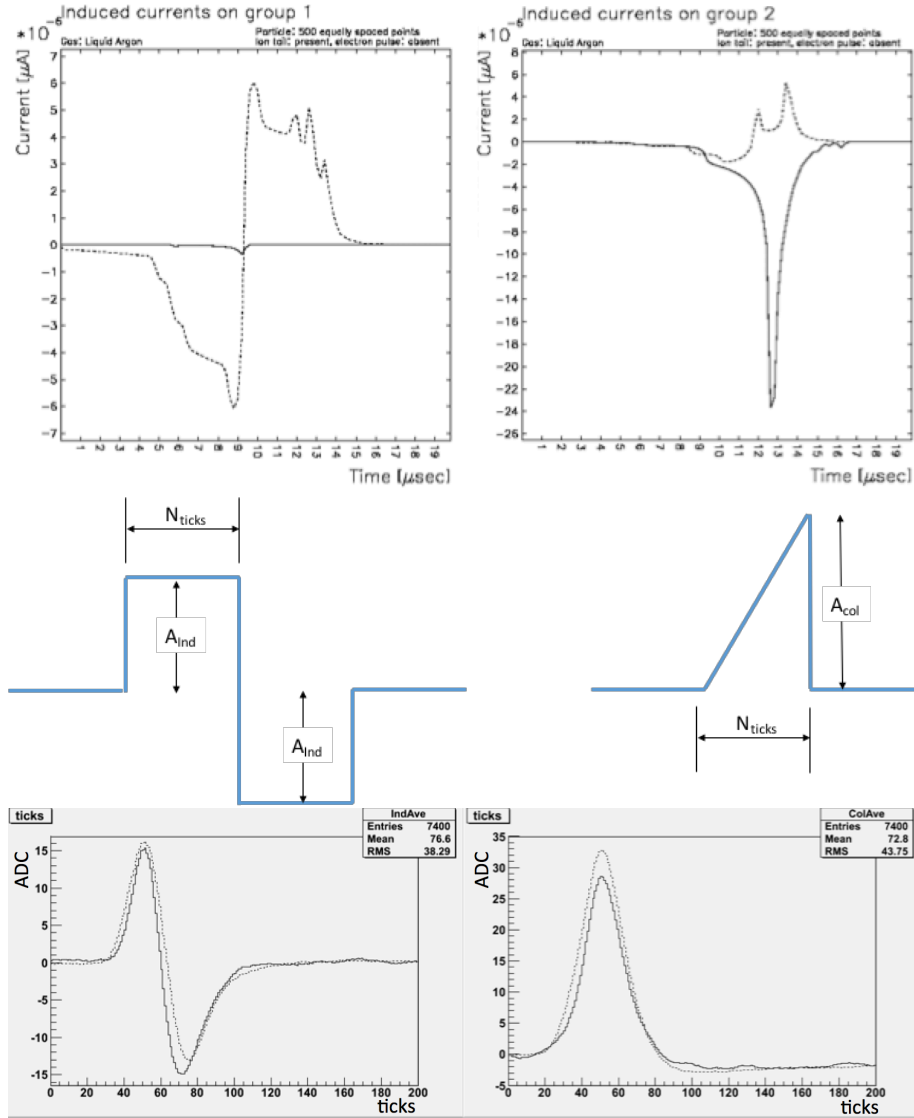 Induced currents on group 1
* 10⁻⁶
Gas: Liquid Argon
Particle: 500 equally spaced points
Ion tail: present, electron pulse: absent
Current [μA]
7
6
5
4
3
2
1
0
−1
−2
−3
−4
−5
−6
−7
1 2 3 4 5 6 7 8 9 10 11 12 13 14 15 16 17 18 19
Time [μsec]
Induced currents on group 2
Gas: Liquid Argon
Particle: 500 equally spaced points
Ion tail: present, electron pulse: absent
Current [μA]
8
6
4
2
0
−2
−4
−6
−8
−10
−12
−14
−16
−18
−20
−22
−24
−26
1 2 3 4 5 6 7 8 9 10 11 12 13 14 15 16 17 18 19
Time [μsec]
Nticks
AInd
AInd
Acol
Nticks
ticks
IndAve
Entries 7400
Mean 76.6
RMS 38.29
ADC
15
10
5
0
-5
-10
-15
0 20 40 60 80 100 120 140 160 180 200
ticks
ticks
ColAve
Entries 7400
Mean 72.8
RMS 43.75
ADC
35
30
25
20
15
10
5
0
-5
0 20 40 60 80 100 120 140 160 180 200
ticks